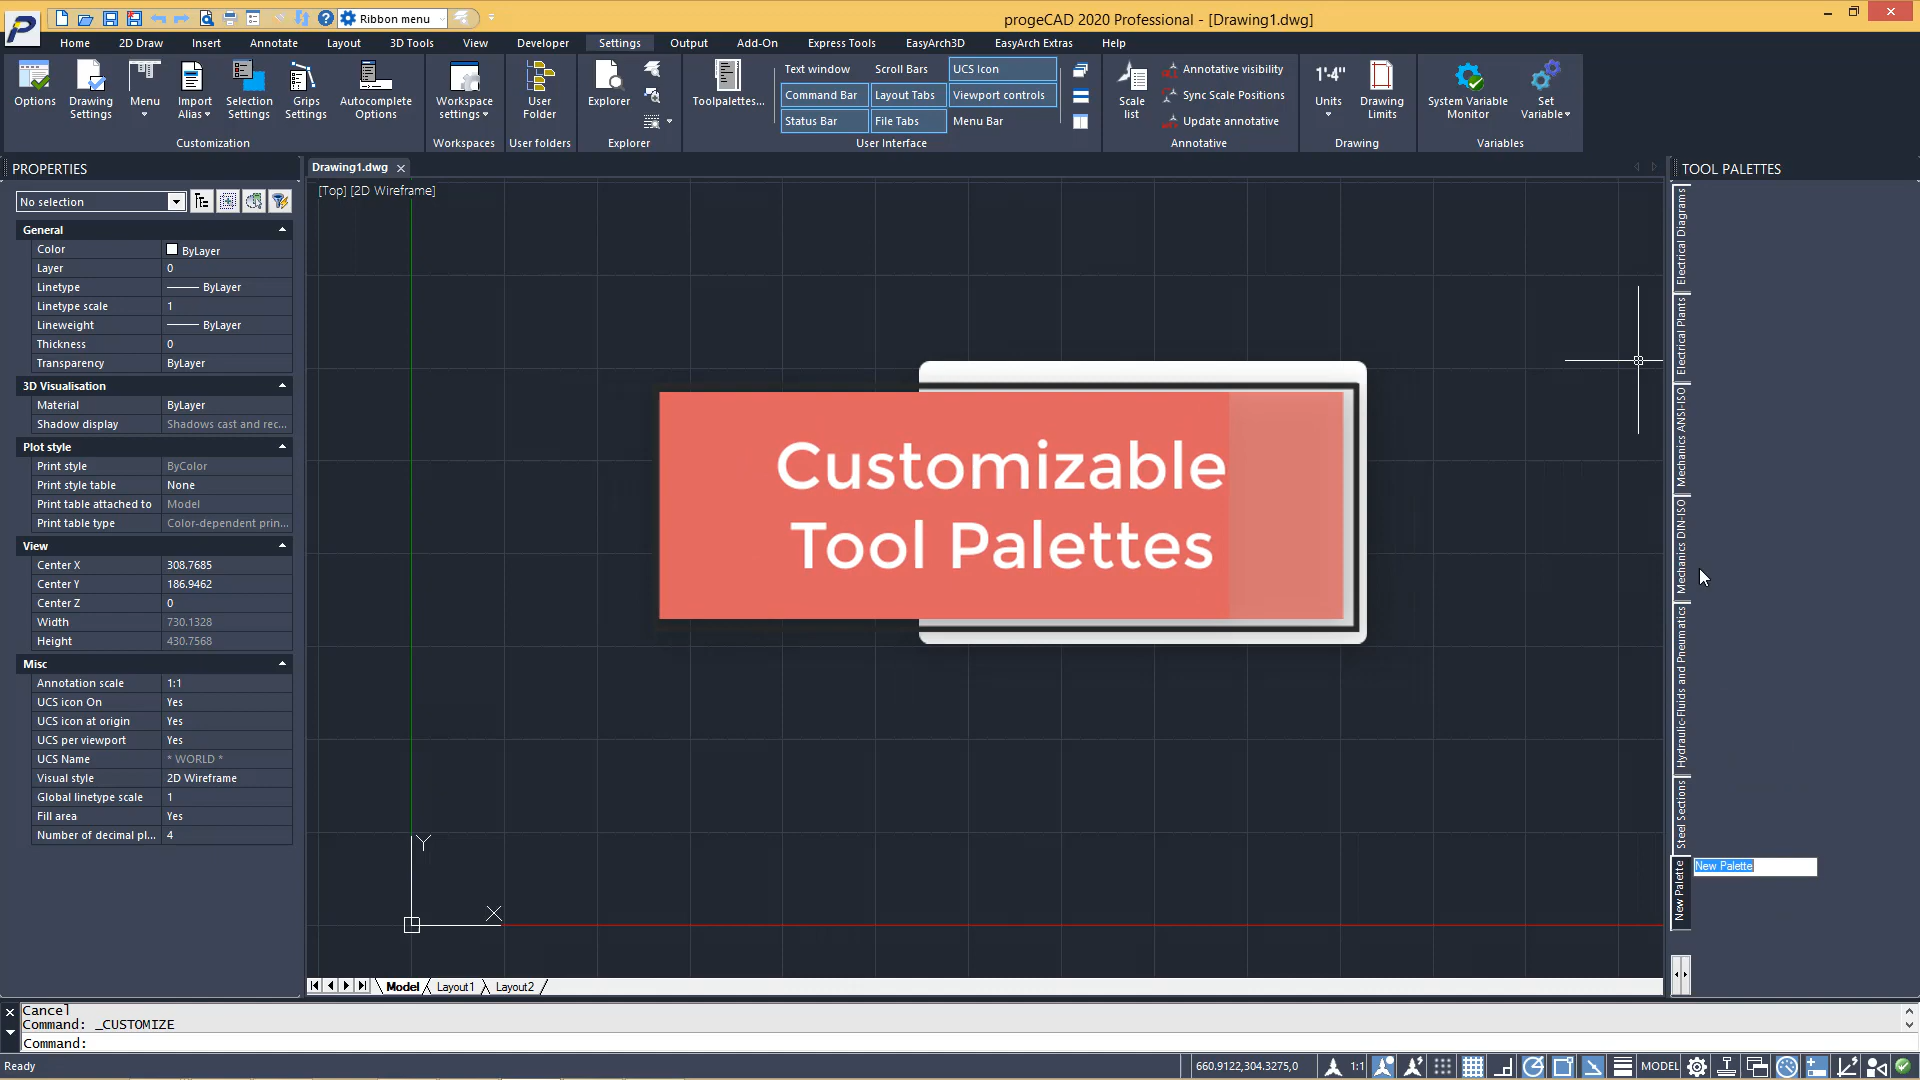 Ribbon menu
progeCAD 2020 Professional - [Drawing1.dwg]
Home
2D Draw
Insert
Annotate
Layout
3D Tools
View
Developer
Settings
Output
Add-On
Express Tools
EasyArch3D
EasyArch Extras
Help
Options
Drawing
Settings
Menu
Import
Alias
Selection
Settings
Grips
Settings
Autocomplete
Options
Customization
Workspace
settings
Workspaces
User
Folder
User folders
Explorer
Explorer
Toolpalettes...
Text window
Scroll Bars
UCS Icon
Command Bar
Layout Tabs
Viewport controls
Status Bar
File Tabs
Menu Bar
User Interface
Scale
list
Annotative visibility
Sync Scale Positions
Update annotative
Annotative
1'-4"
Units
Drawing
Limits
Drawing
System Variable
Monitor
Set
Variable
Variables
PROPERTIES
No selection
General
Color ByLayer
Layer 0
Linetype ByLayer
Linetype scale 1
Lineweight ByLayer
Thickness 0
Transparency ByLayer
3D Visualisation
Material ByLayer
Shadow display Shadows cast and rec...
Plot style
Print style ByColor
Print style table None
Print table attached to Model
Print table type Color-dependent prin...
View
Center X 308.7685
Center Y 186.9462
Center Z 0
Width 730.1328
Height 430.7568
Misc
Annotation scale 1:1
UCS icon On Yes
UCS icon at origin Yes
UCS per viewport Yes
UCS Name * WORLD *
Visual style 2D Wireframe
Global linetype scale 1
Fill area Yes
Number of decimal pl... 4
Drawing1.dwg
[Top] [2D Wireframe]
Customizable
Tool Palettes
Y
X
Model
Layout1
Layout2
TOOL PALETTES
Electrical Diagrams
Electrical Plants
Mechanics ANSI-ISO
Mechanics DIN-ISO
Hydraulic-Fluids and Pneumatics
Steel Sections
New Palette
New Palette
Cancel
Command: _CUSTOMIZE
Command:
Ready
660.9122,304.3275,0
1:1
MODEL